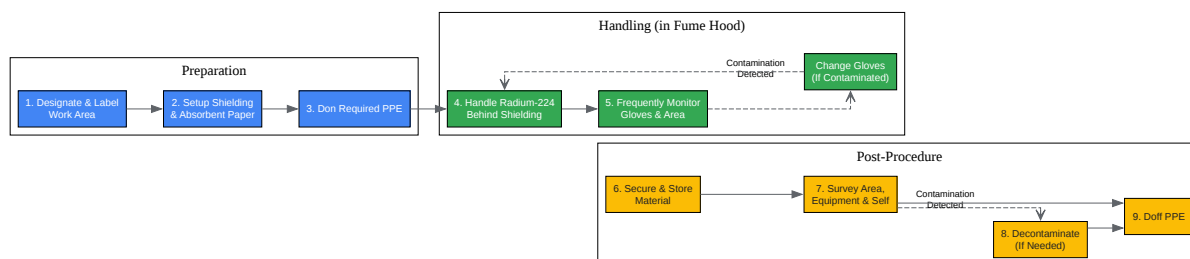 Handling (in Fume Hood)
Preparation
1. Designate & Label
Work Area
2. Setup Shielding
& Absorbent Paper
3. Don Required PPE
4. Handle Radium-224
Behind Shielding
5. Frequently Monitor
Gloves & Area
Contamination
Detected
Change Gloves
(If Contaminated)
Post-Procedure
6. Secure & Store
Material
7. Survey Area,
Equipment & Self
Contamination
Detected
8. Decontaminate
(If Needed)
9. Doff PPE